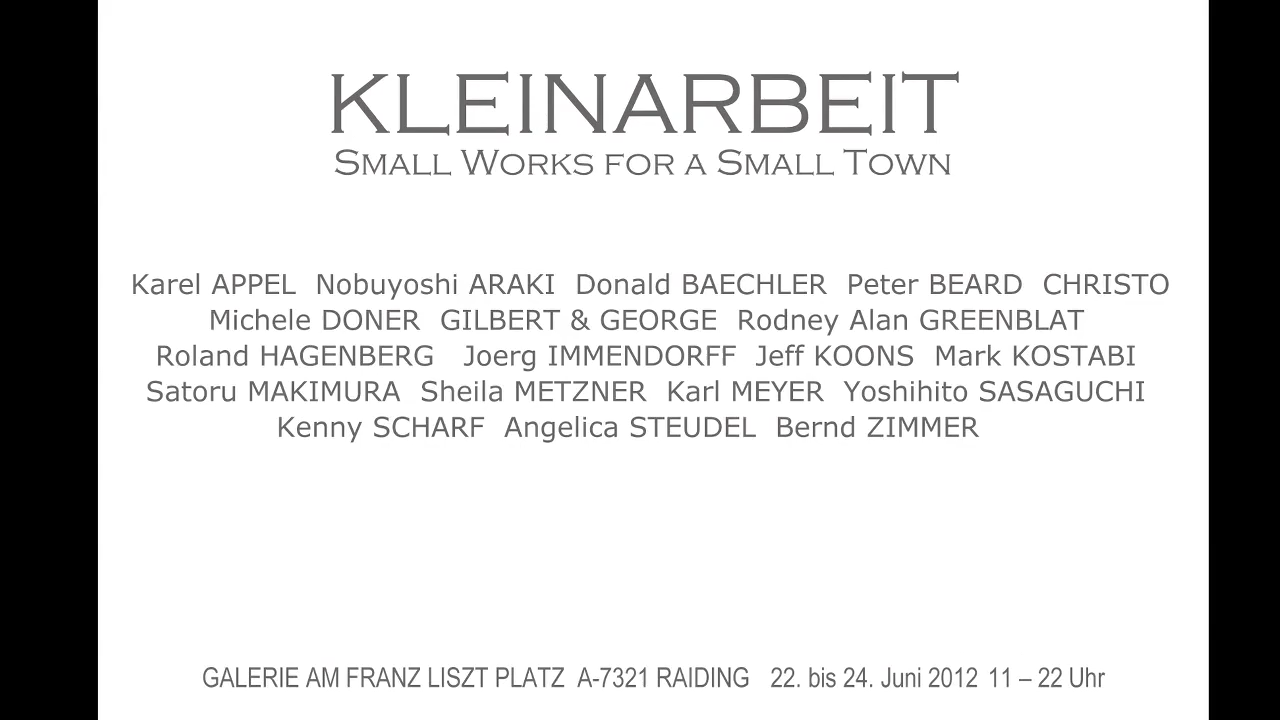 KLEINARBEIT
SMALL WORKS FOR A SMALL TOWN
Karel APPEL Nobuyoshi ARAKI Donald BAECHLER Peter BEARD CHRISTO
Michele DONER GILBERT & GEORGE Rodney Alan GREENBLAT
Roland HAGENBERG Joerg IMMENDORFF Jeff KOONS Mark KOSTABI
Satoru MAKIMURA Sheila METZNER Karl MEYER Yoshihito SASAGUCHI
Kenny SCHARF Angelica STEUDEL Bernd ZIMMER
GALERIE AM FRANZ LISZT PLATZ A-7321 RAIDING 22. bis 24. Juni 2012 11 – 22 Uhr